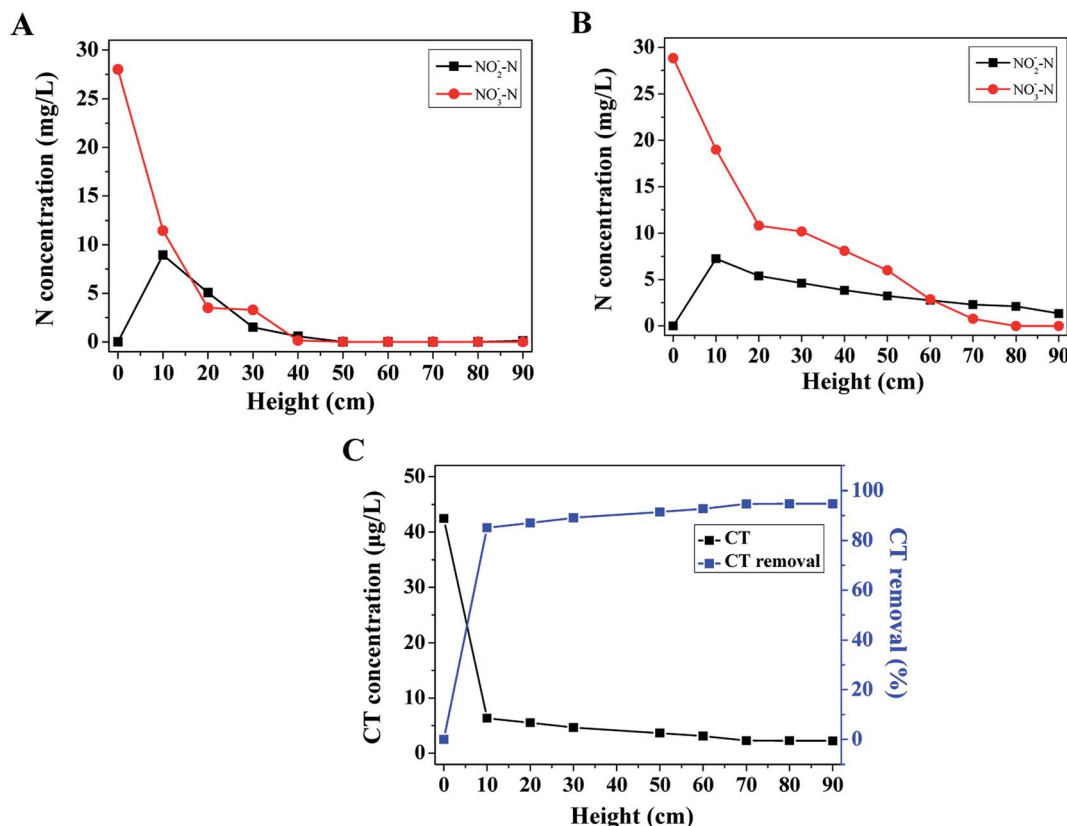 A
N concentration (mg/L)
30
25
20
15
10
5
0
NO₂⁻-N
NO₃⁻-N
0 10 20 30 40 50 60 70 80 90
Height (cm)
B
N concentration (mg/L)
30
25
20
15
10
5
0
NO₂⁻-N
NO₃⁻-N
0 10 20 30 40 50 60 70 80 90
Height (cm)
C
CT concentration (µg/L)
50
40
30
20
10
0
CT
CT removal
100
80
60
40
20
0
CT removal (%)
0 10 20 30 40 50 60 70 80 90
Height (cm)